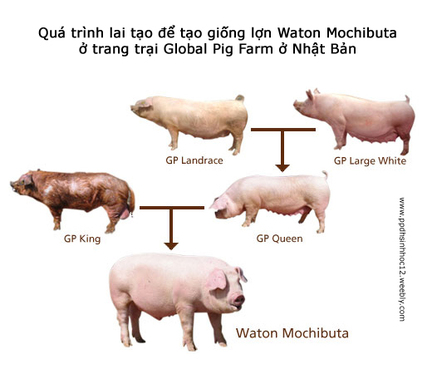 Quá trình lai tạo để tạo giống lợn Waton Mochibuta
ở trang trại Global Pig Farm ở Nhật Bản
GP Landrace
GP Large White
GP King
GP Queen
Waton Mochibuta
www.ppdhsinhhoc12.weebly.com